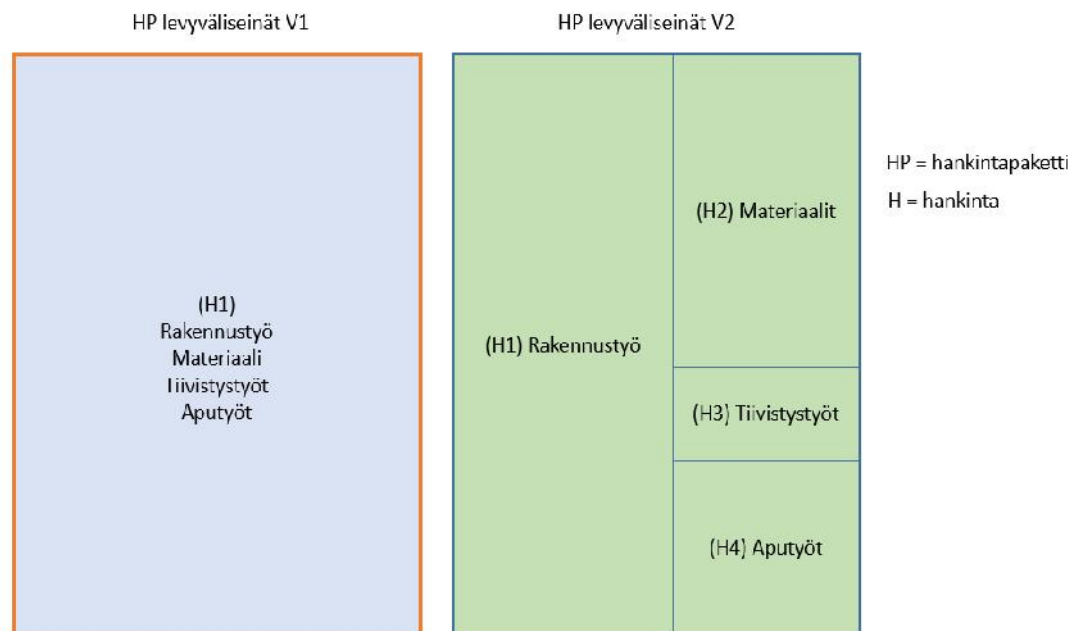 HP levyväliseinät V1
HP levyväliseinät V2
HP = hankintapaketti
H = hankinta
(H1)
Rakennustyö
Materiaali
Tiivistystyöt
Aputyöt
(H1) Rakennustyö
(H2) Materiaalit
(H3) Tiivistystyöt
(H4) Aputyöt